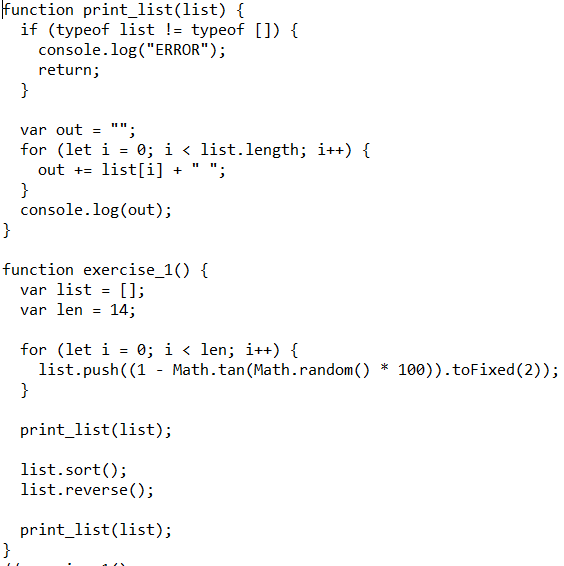 function print_list(list) {
  if (typeof list != typeof []) {
    console.log("ERROR");
    return;
  }

  var out = "";
  for (let i = 0; i < list.length; i++) {
    out += list[i] + " ";
  }
  console.log(out);
}

function exercise_1() {
  var list = [];
  var len = 14;

  for (let i = 0; i < len; i++) {
    list.push((1 - Math.tan(Math.random() * 100)).toFixed(2));
  }

  print_list(list);

  list.sort();
  list.reverse();

  print_list(list);
}